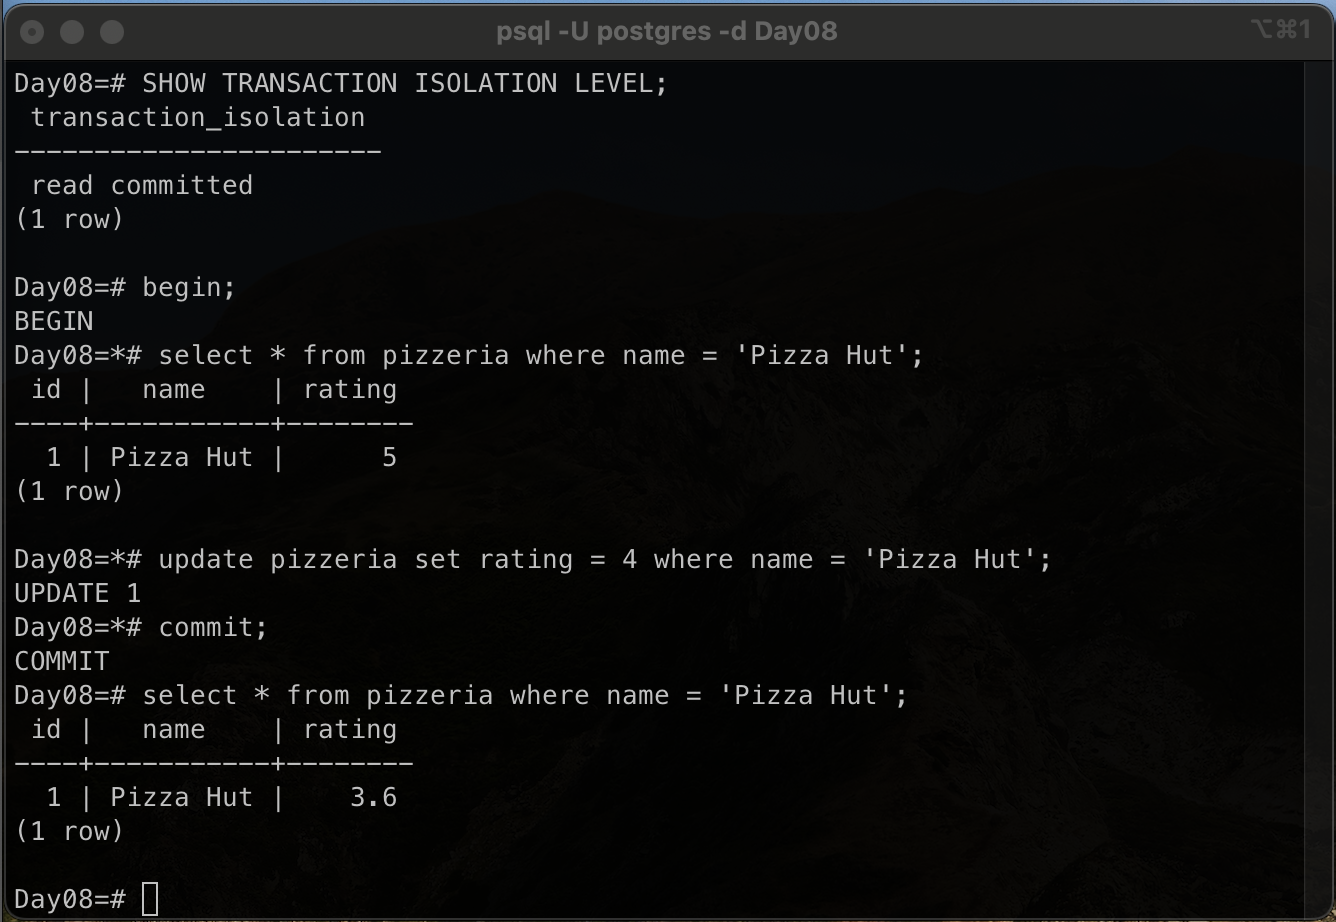 psql -U postgres -d Day08
⌥⌘1
Day08=# SHOW TRANSACTION ISOLATION LEVEL;
 transaction_isolation
-----------------------
 read committed
(1 row)

Day08=# begin;
BEGIN
Day08=*# select * from pizzeria where name = 'Pizza Hut';
 id |   name    | rating
----+-----------+--------
  1 | Pizza Hut |      5
(1 row)

Day08=*# update pizzeria set rating = 4 where name = 'Pizza Hut';
UPDATE 1
Day08=*# commit;
COMMIT
Day08=# select * from pizzeria where name = 'Pizza Hut';
 id |   name    | rating
----+-----------+--------
  1 | Pizza Hut |    3.6
(1 row)

Day08=#